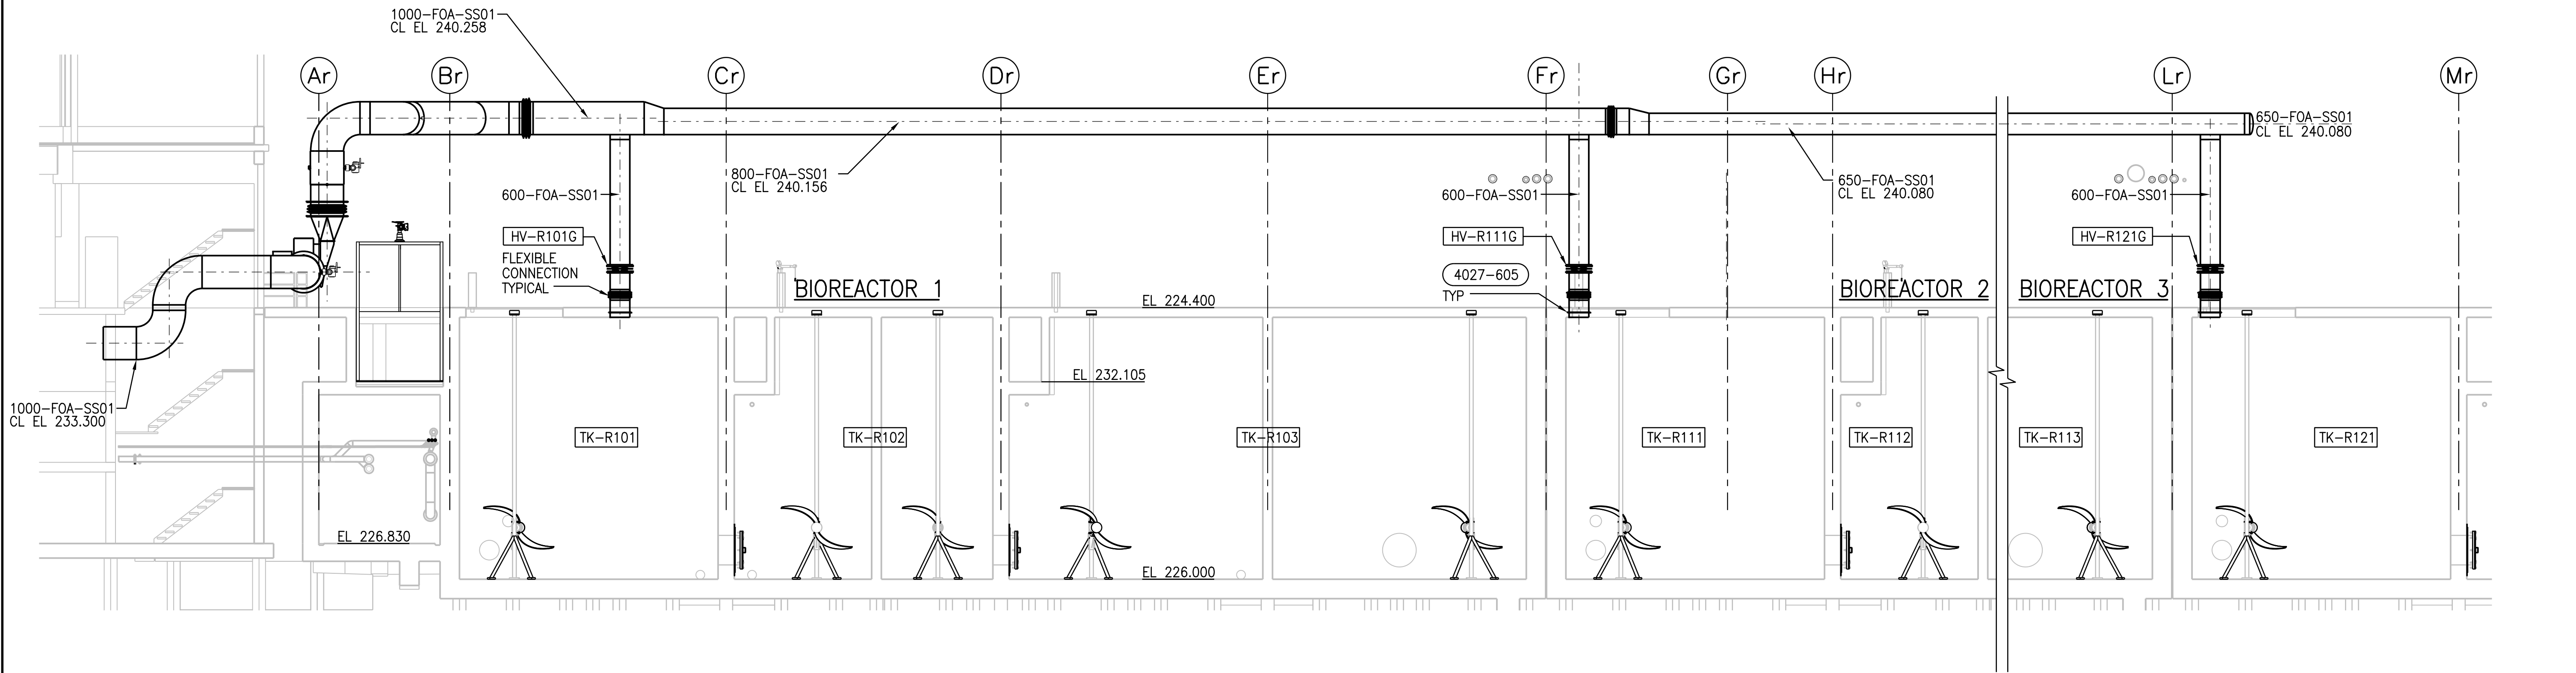 1000-FOA-SS01
CL EL 240.258
Ar
Br
Cr
Dr
Er
Fr
Gr
Hr
Lr
Mr
650-FOA-SS01
CL EL 240.080
800-FOA-SS01
CL EL 240.156
650-FOA-SS01
CL EL 240.080
600-FOA-SS01
600-FOA-SS01
600-FOA-SS01
HV-R101G
HV-R111G
HV-R121G
FLEXIBLE
CONNECTION
TYPICAL
4027-605
TYP
BIOREACTOR 1
BIOREACTOR 2
BIOREACTOR 3
EL 224.400
EL 232.105
1000-FOA-SS01
CL EL 233.300
TK-R101
TK-R102
TK-R103
TK-R111
TK-R112
TK-R113
TK-R121
EL 226.830
EL 226.000